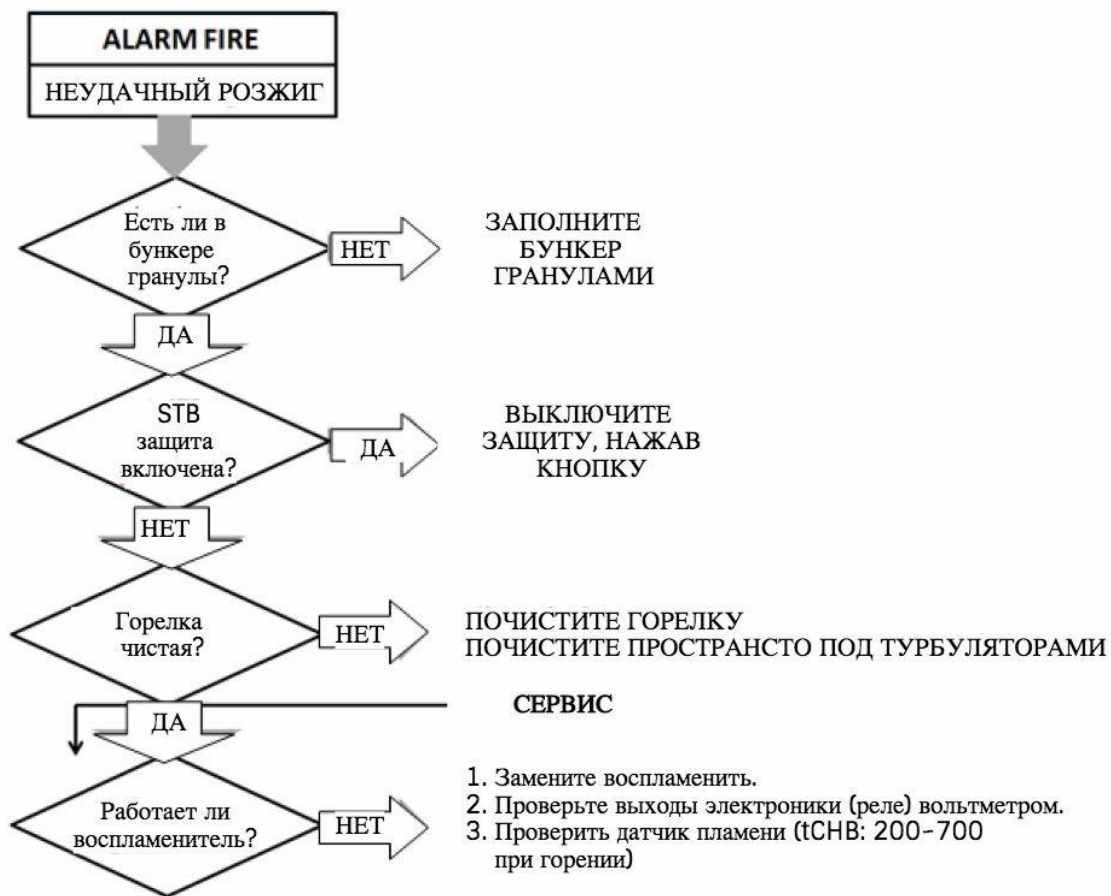 ALARM FIRE
НЕУДАЧНЫЙ РОЗЖИГ
Есть ли в
бункере
гранулы?
НЕТ
ЗАПОЛНИТЕ
БУНКЕР
ГРАНУЛАМИ
ДА
STB
защита
включена?
ДА
ВЫКЛЮЧИТЕ
ЗАЩИТУ, НАЖАВ
КНОПКУ
НЕТ
Горелка
чистая?
НЕТ
ПОЧИСТИТЕ ГОРЕЛКУ
ПОЧИСТИТЕ ПРОСТРАНСТО ПОД ТУРБУЛЯТОРАМИ
СЕРВИС
ДА
Работает ли
воспламенитель?
НЕТ
1. Замените воспламенить.
2. Проверьте выходы электроники (реле) вольтметром.
3. Проверить датчик пламени (tCHB: 200-700
при горении)